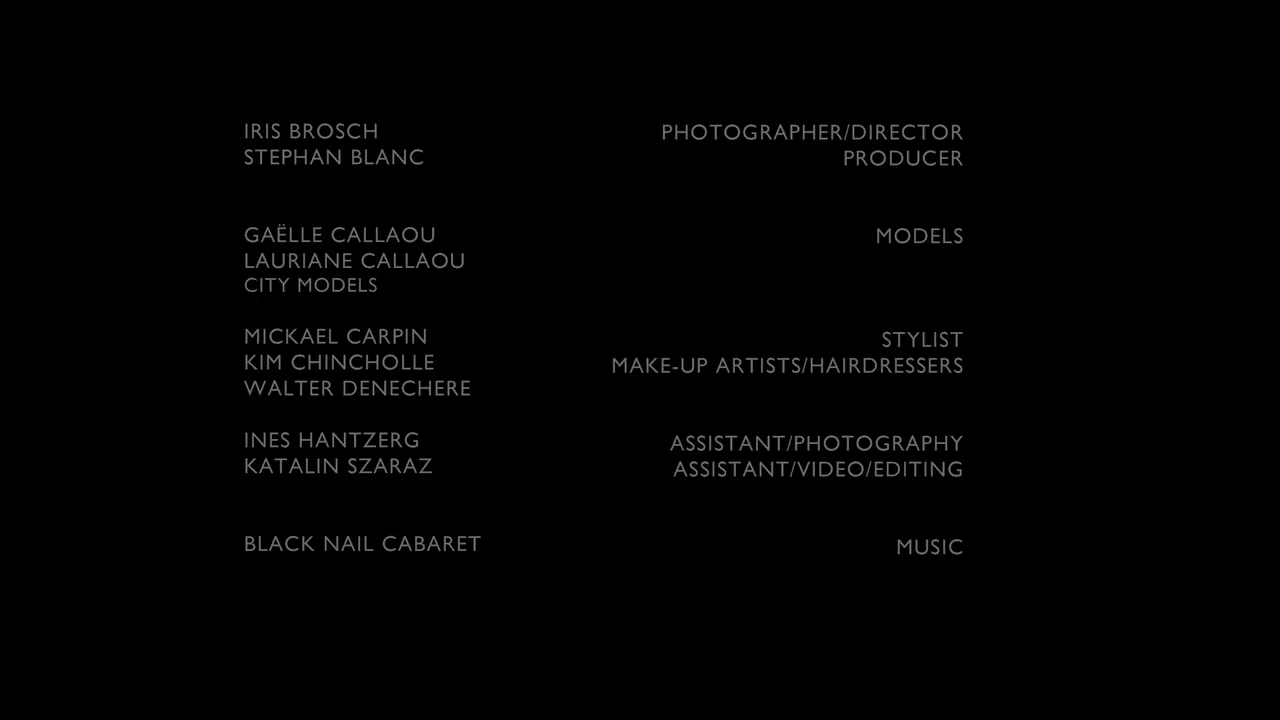 IRIS BROSCH PHOTOGRAPHER/DIRECTOR
STEPHAN BLANC PRODUCER
GAËLLE CALLAOU MODELS
LAURIANE CALLAOU
CITY MODELS
MICKAEL CARPIN STYLIST
KIM CHINCHOLLE MAKE-UP ARTISTS/HAIRDRESSERS
WALTER DENECHERE
INES HANTZERG ASSISTANT/PHOTOGRAPHY
KATALIN SZARAZ ASSISTANT/VIDEO/EDITING
BLACK NAIL CABARET MUSIC